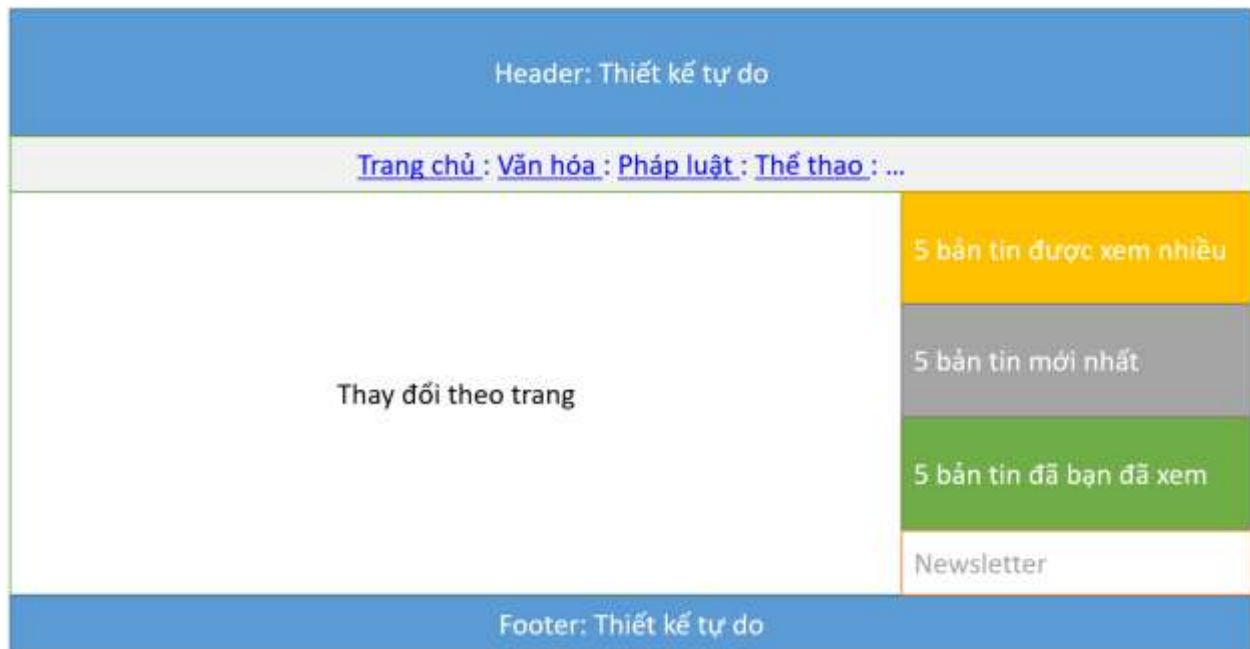 Header: Thiết kế tự do
Trang chủ : Văn hóa : Pháp luật : Thể thao : ...
5 bản tin được xem nhiều
5 bản tin mới nhất
Thay đổi theo trang
5 bản tin đã bạn đã xem
Newsletter
Footer: Thiết kế tự do